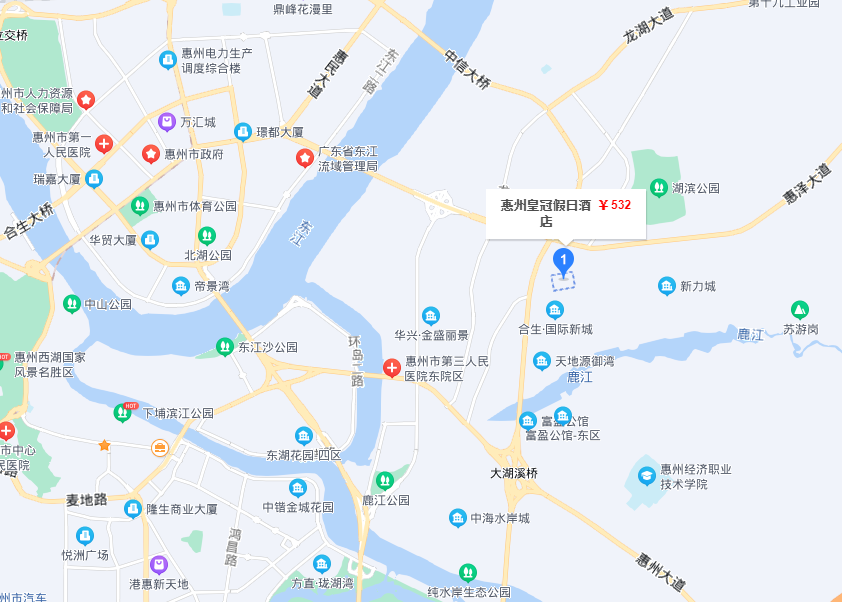 鼎峰花漫里
第十九工业园
立交桥
龙湖大道
惠州电力生产
调度综合楼
惠民大道
东江二路
中信大桥
州市人力资源
和社会保障局
万汇城
惠州市第一
人民医院
惠州市政府
璟都大厦
广东省东江
流域管理局
瑞嘉大厦
湖滨公园
惠泽大道
惠州市体育公园
惠州皇冠假日酒 ￥532
店
合生大桥
华贸大厦
北湖公园
东江
1
帝景湾
新力城
中山公园
华兴·金盛丽景
合生·国际新城
苏游岗
鹿江
东江沙公园
环岛二路
HOT
惠州西湖国家
风景名胜区
惠州市第三人民
医院东院区
天地源御湾
鹿江
HOT
下埔滨江公园
富盈公馆
富盈公馆-东区
市中心
民医院
东湖花园四区
大湖溪桥
惠州经济职业
技术学院
麦地路
隆生商业大厦
中锴金城花园
鹿江公园
中海水岸城
悦洲广场
鸿昌路
港惠新天地
方直·珑湖湾
惠州大道
纯水岸生态公园
州市汽车